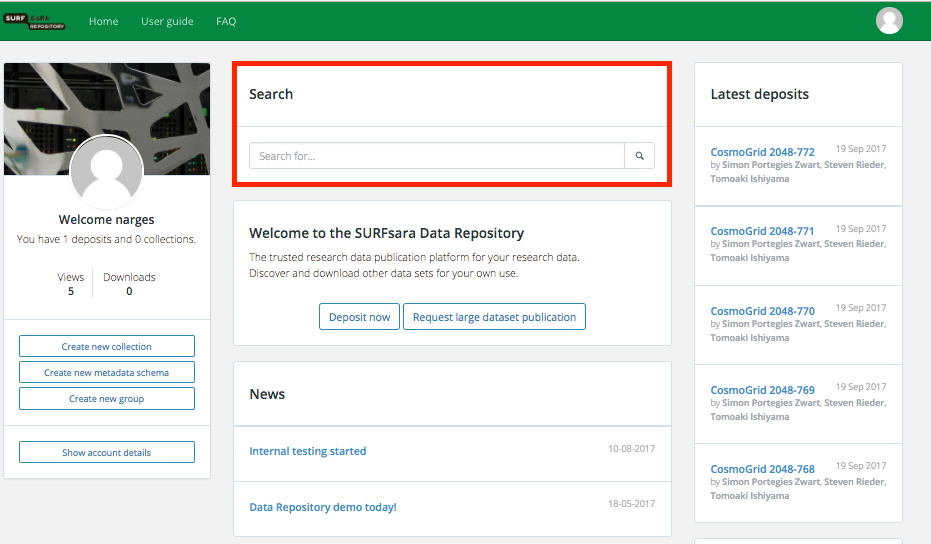 SURF SARA
REPOSITORY
Home
User guide
FAQ
Welcome narges
You have 1 deposits and 0 collections.
Views
5
Downloads
0
Create new collection
Create new metadata schema
Create new group
Show account details
Search
Search for...
Welcome to the SURFsara Data Repository
The trusted research data publication platform for your research data.
Discover and download other data sets for your own use.
Deposit now
Request large dataset publication
News
Internal testing started
10-08-2017
Data Repository demo today!
18-05-2017
Latest deposits
CosmoGrid 2048-772
19 Sep 2017
by Simon Portegies Zwart, Steven Rieder,
Tomoaki Ishiyama
CosmoGrid 2048-771
19 Sep 2017
by Simon Portegies Zwart, Steven Rieder,
Tomoaki Ishiyama
CosmoGrid 2048-770
19 Sep 2017
by Simon Portegies Zwart, Steven Rieder,
Tomoaki Ishiyama
CosmoGrid 2048-769
19 Sep 2017
by Simon Portegies Zwart, Steven Rieder,
Tomoaki Ishiyama
CosmoGrid 2048-768
19 Sep 2017
by Simon Portegies Zwart, Steven Rieder,
Tomoaki Ishiyama